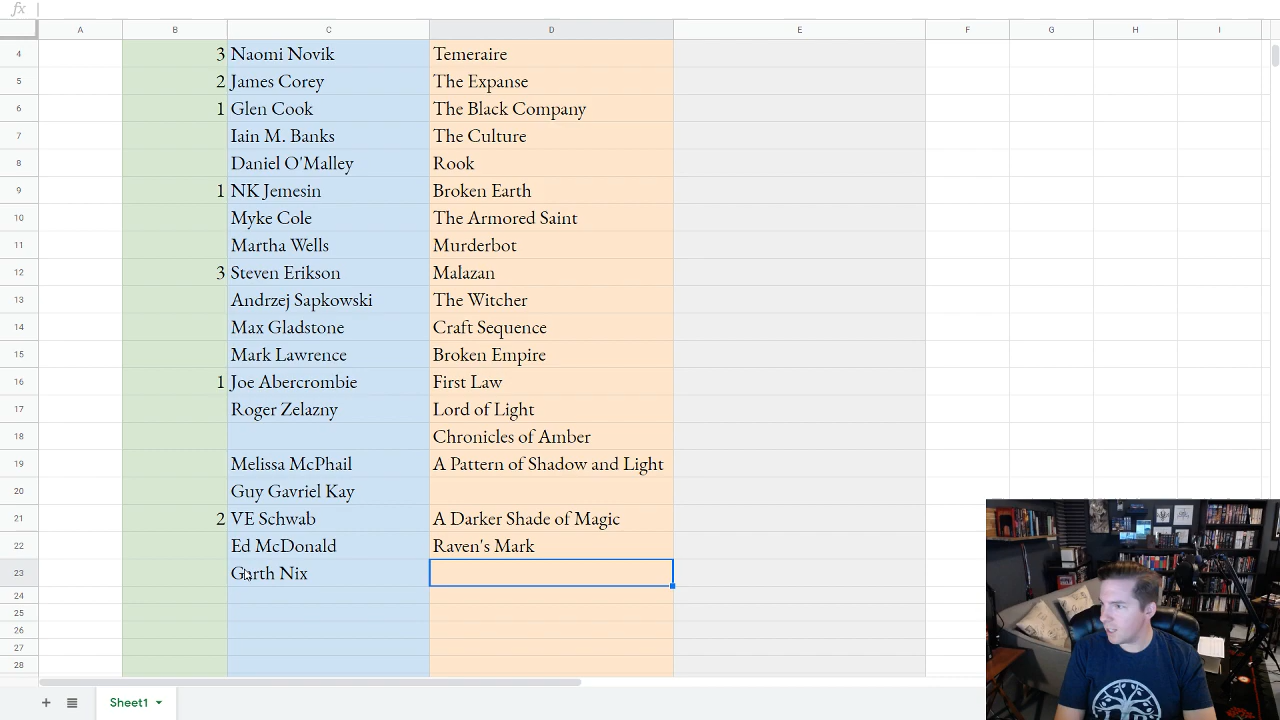 fx
A B C D E F G H I
4 3 Naomi Novik Temeraire
5 2 James Corey The Expanse
6 1 Glen Cook The Black Company
7 Iain M. Banks The Culture
8 Daniel O'Malley Rook
9 1 NK Jemesin Broken Earth
10 Myke Cole The Armored Saint
11 Martha Wells Murderbot
12 3 Steven Erikson Malazan
13 Andrzej Sapkowski The Witcher
14 Max Gladstone Craft Sequence
15 Mark Lawrence Broken Empire
16 1 Joe Abercrombie First Law
17 Roger Zelazny Lord of Light
18 Chronicles of Amber
19 Melissa McPhail A Pattern of Shadow and Light
20 Guy Gavriel Kay
21 2 VE Schwab A Darker Shade of Magic
22 Ed McDonald Raven's Mark
23 Garth Nix
24
25
26
27
28
+ Sheet1